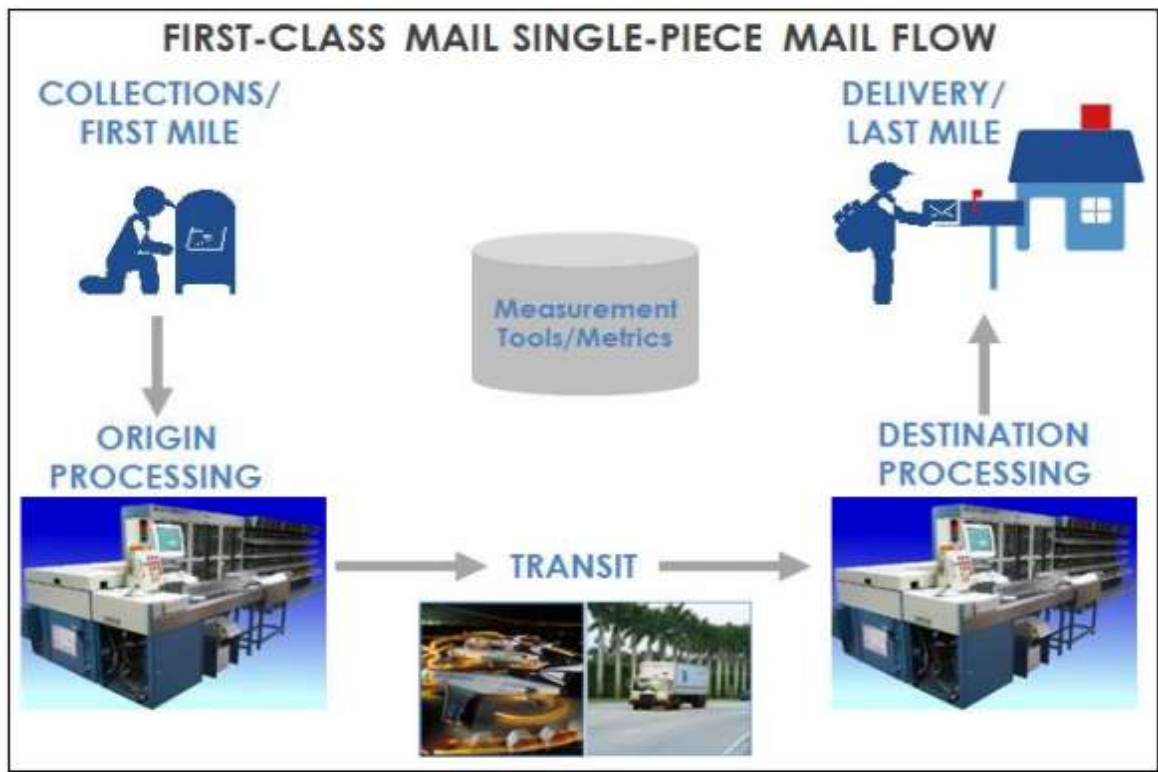 FIRST-CLASS MAIL SINGLE-PIECE MAIL FLOW
COLLECTIONS/
FIRST MILE
DELIVERY/
LAST MILE
Measurement
Tools/Metrics
ORIGIN
PROCESSING
DESTINATION
PROCESSING
TRANSIT